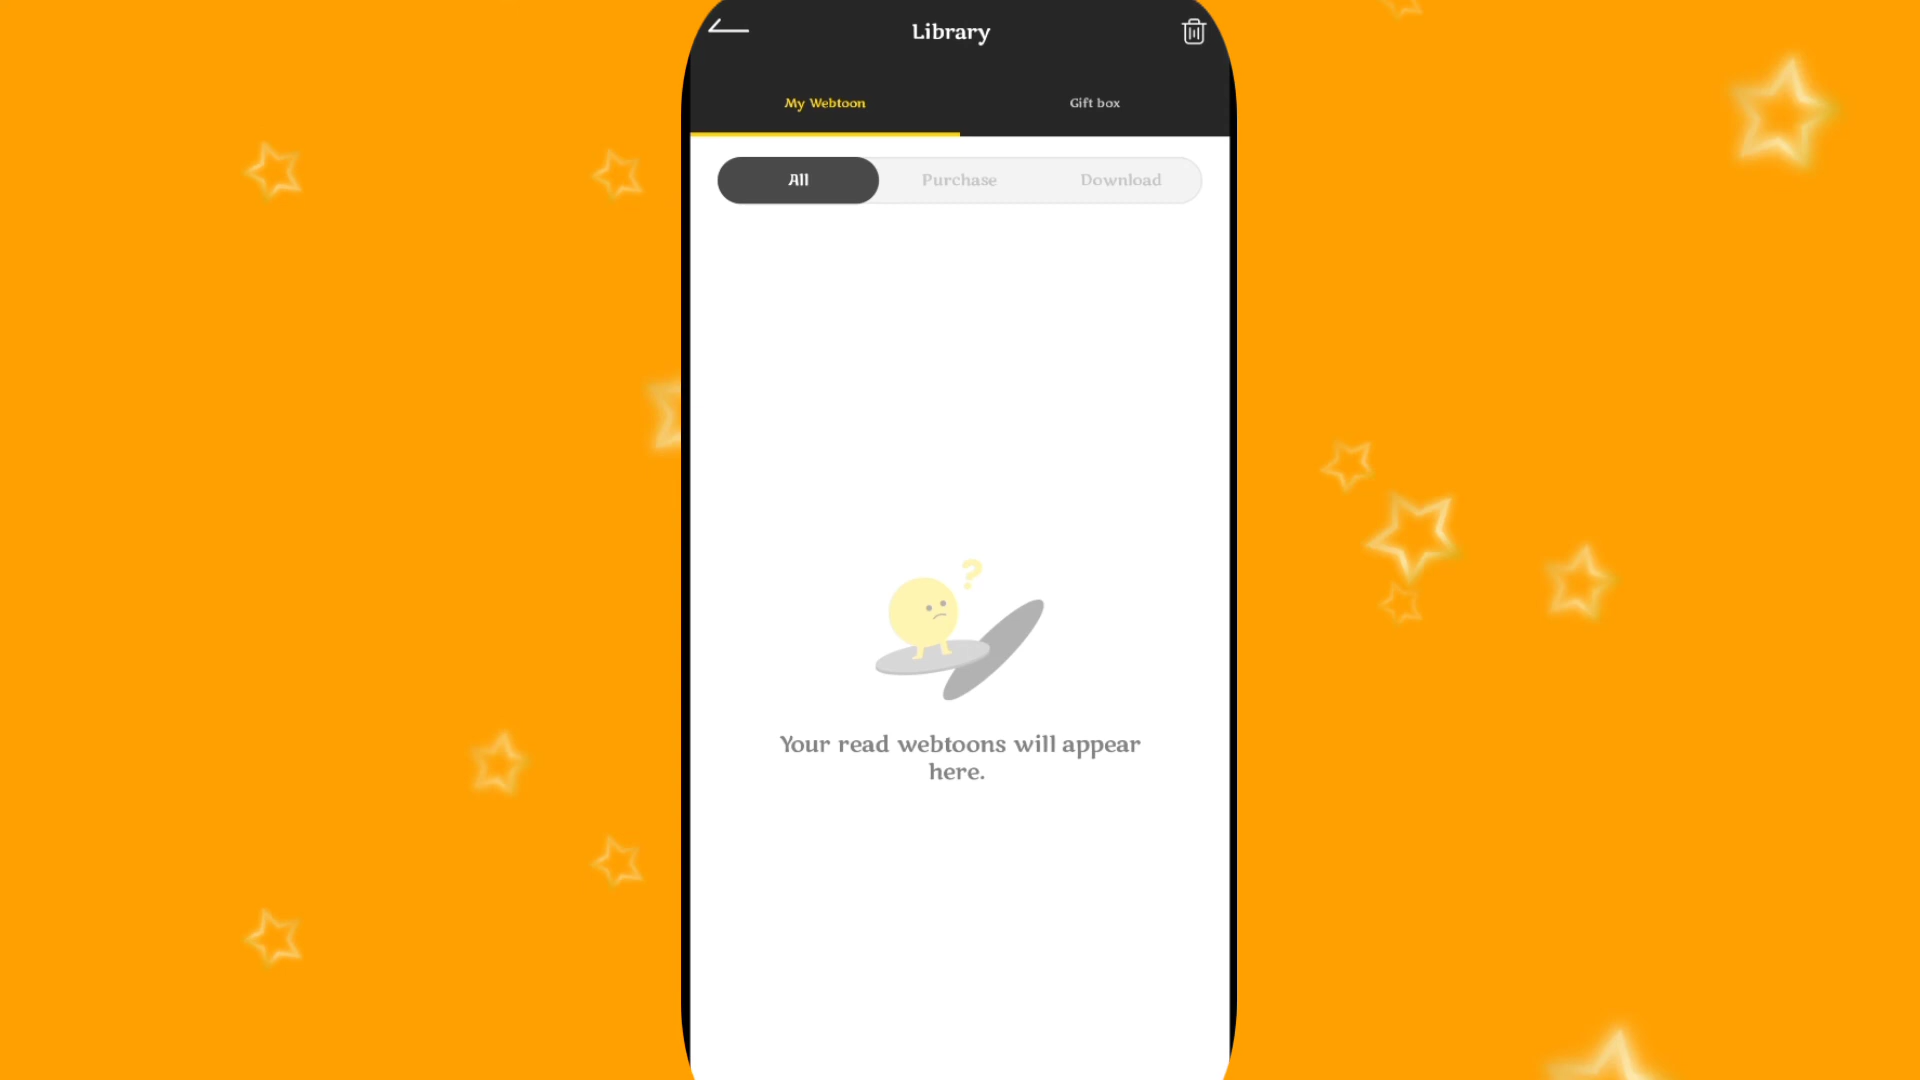 Library
My Webtoon
Gift box
All
Purchase
Download
?
Your read webtoons will appear
here.